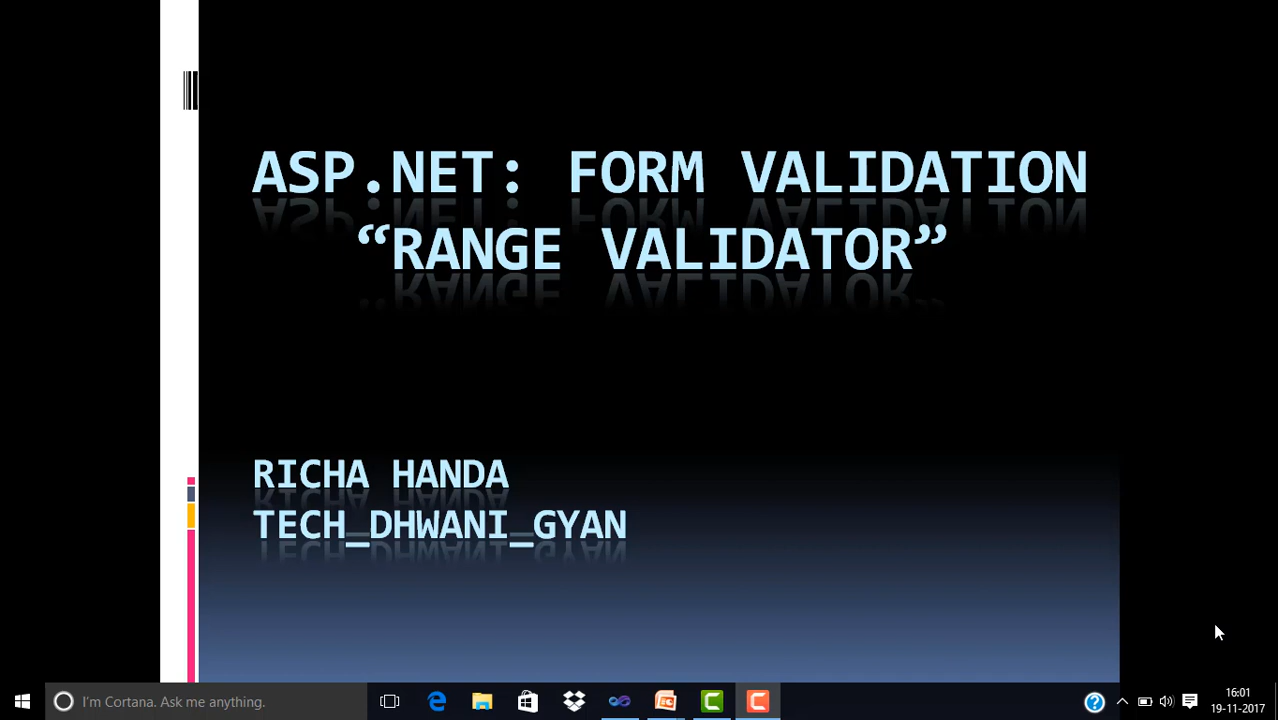 ASP.NET: FORM VALIDATION
“RANGE VALIDATOR”
RICHA HANDA
TECH_DHWANI_GYAN
I'm Cortana. Ask me anything.
16:01
19-11-2017